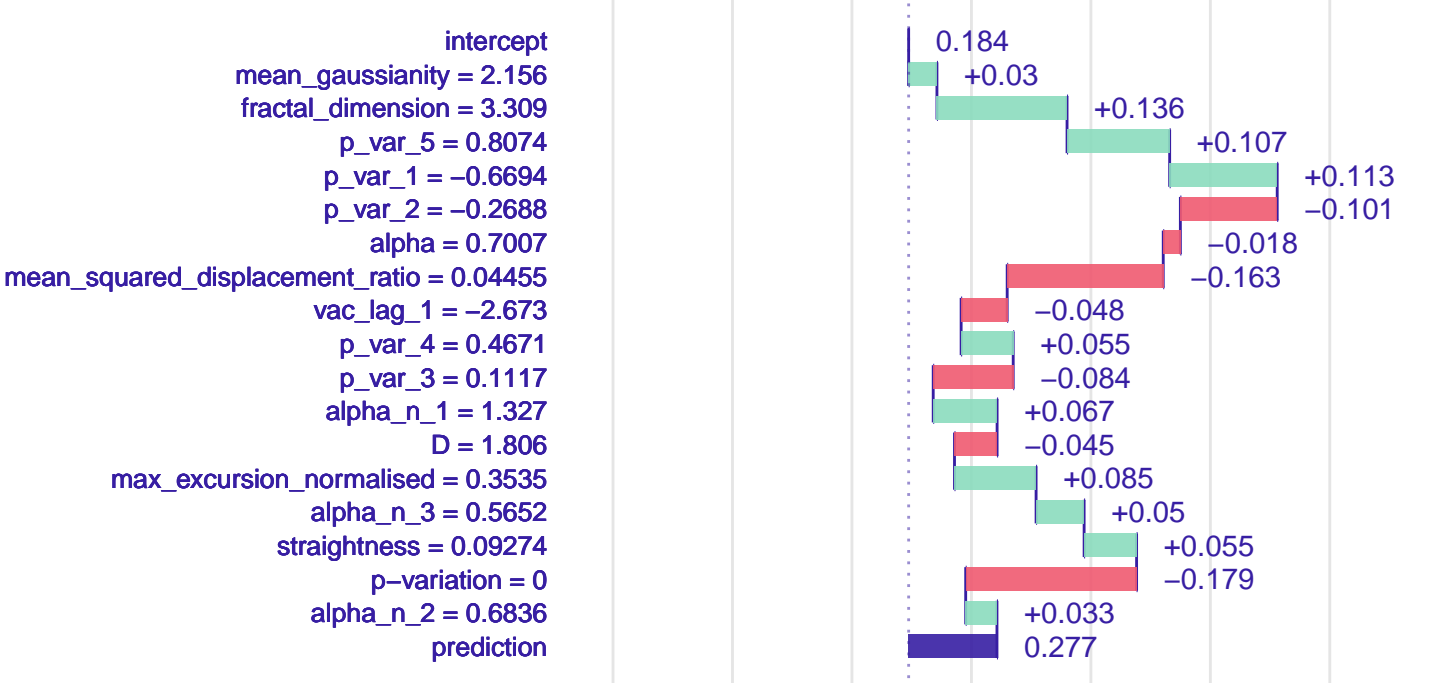 intercept 0.184
mean_gaussianity = 2.156 +0.03
fractal_dimension = 3.309 +0.136
p_var_5 = 0.8074 +0.107
p_var_1 = −0.6694 +0.113
p_var_2 = −0.2688 −0.101
alpha = 0.7007 −0.018
mean_squared_displacement_ratio = 0.04455 −0.163
vac_lag_1 = −2.673 −0.048
p_var_4 = 0.4671 +0.055
p_var_3 = 0.1117 −0.084
alpha_n_1 = 1.327 +0.067
D = 1.806 −0.045
max_excursion_normalised = 0.3535 +0.085
alpha_n_3 = 0.5652 +0.05
straightness = 0.09274 +0.055
p−variation = 0 −0.179
alpha_n_2 = 0.6836 +0.033
prediction 0.277